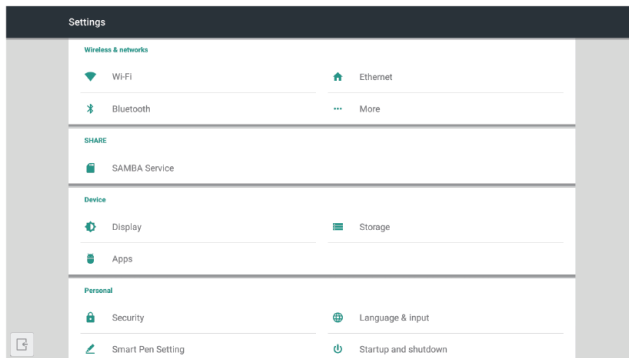 Settings
Wireless & networks
Wi-Fi
Ethernet
Bluetooth
More
SHARE
SAMBA Service
Device
Display
Storage
Apps
Personal
Security
Language & input
Smart Pen Setting
Startup and shutdown